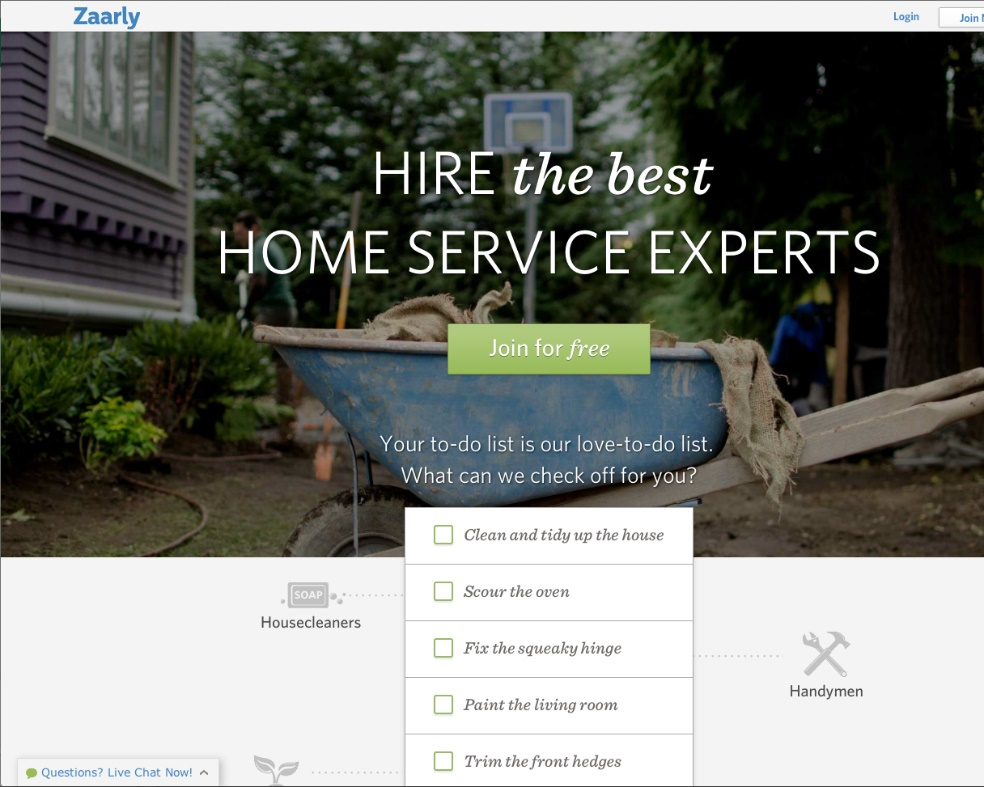 Zaarly
Login
Join
HIRE the best
HOME SERVICE EXPERTS
Join for free
Your to-do list is our love-to-do list.
What can we check off for you?
Clean and tidy up the house
Scour the oven
SOAP
Housecleaners
Fix the squeaky hinge
Handymen
Paint the living room
Trim the front hedges
Questions? Live Chat Now!